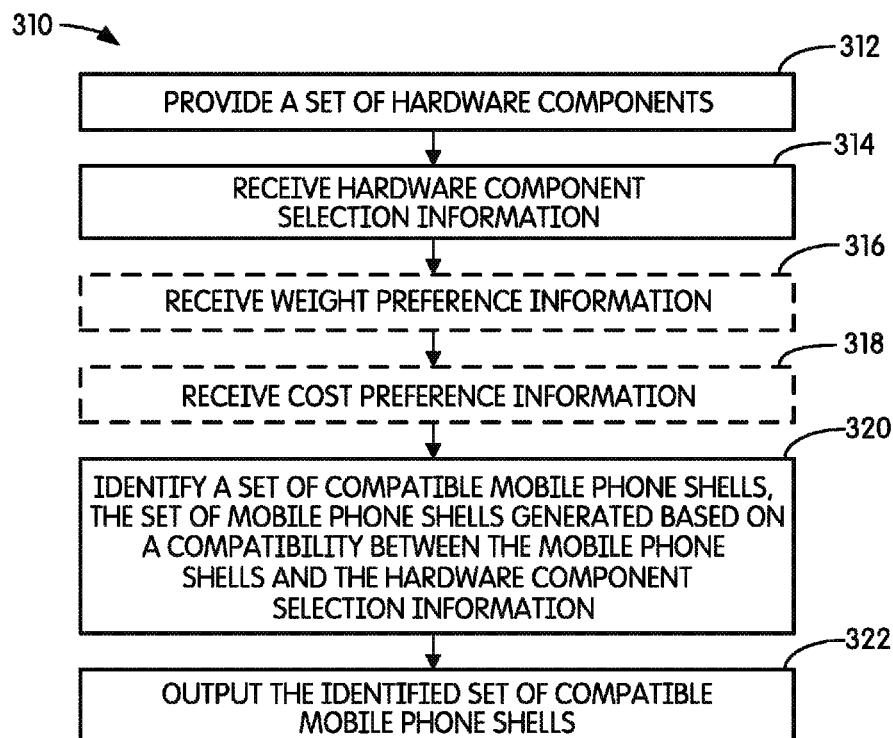 310
312
PROVIDE A SET OF HARDWARE COMPONENTS
314
RECEIVE HARDWARE COMPONENT
SELECTION INFORMATION
316
RECEIVE WEIGHT PREFERENCE INFORMATION
318
RECEIVE COST PREFERENCE INFORMATION
320
IDENTIFY A SET OF COMPATIBLE MOBILE PHONE SHELLS,
THE SET OF MOBILE PHONE SHELLS GENERATED BASED ON
A COMPATIBILITY BETWEEN THE MOBILE PHONE
SHELLS AND THE HARDWARE COMPONENT
SELECTION INFORMATION
322
OUTPUT THE IDENTIFIED SET OF COMPATIBLE
MOBILE PHONE SHELLS